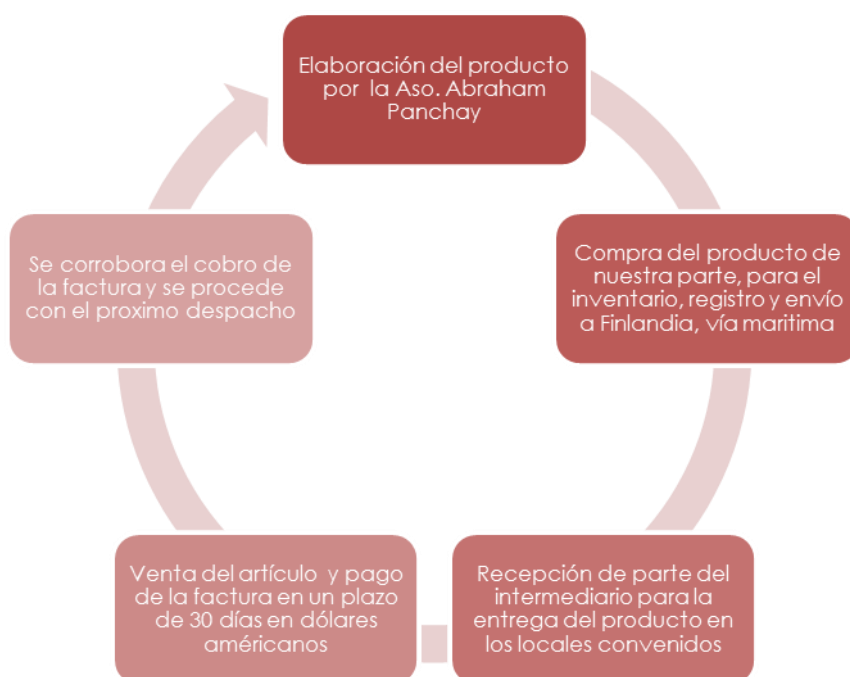 Elaboración del producto
por la Aso. Abraham
Panchay
Compra del producto de
nuestra parte, para el
inventario, registro y envío
a Finlandia, vía maritima
Recepción de parte del
intermediario para la
entrega del producto en
los locales convenidos
Venta del artículo y pago
de la factura en un plazo
de 30 días en dólares
américanos
Se corrobora el cobro de
la factura y se procede
con el proximo despacho